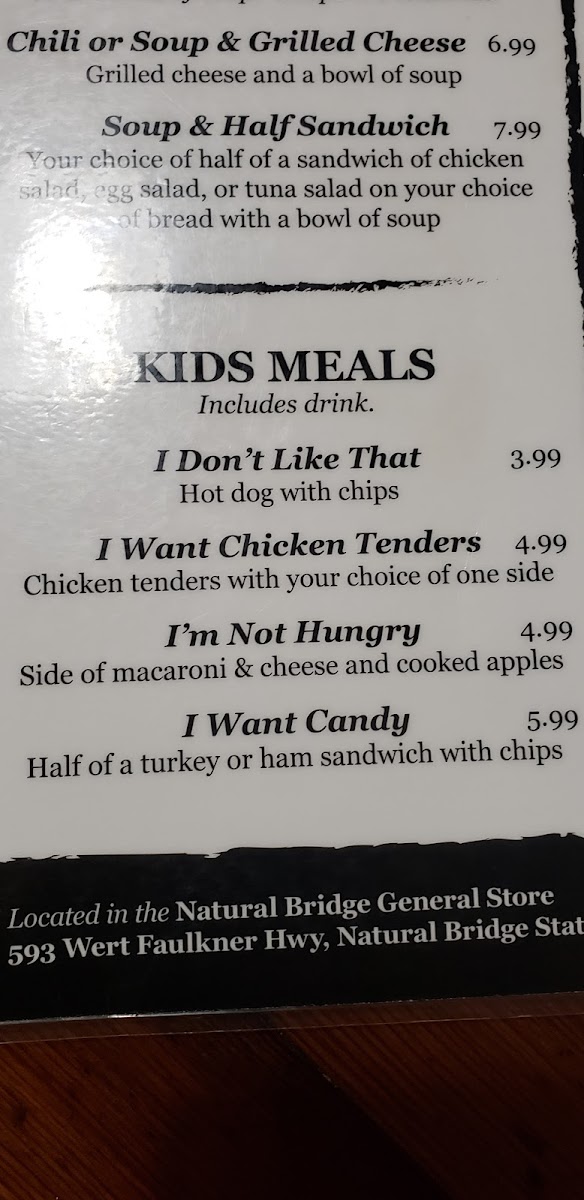 Chili or Soup & Grilled Cheese 6.99
Grilled cheese and a bowl of soup
Soup & Half Sandwich 7.99
Your choice of half of a sandwich of chicken
salad, egg salad, or tuna salad on your choice
of bread with a bowl of soup
KIDS MEALS
Includes drink.
I Don't Like That 3.99
Hot dog with chips
I Want Chicken Tenders 4.99
Chicken tenders with your choice of one side
I'm Not Hungry 4.99
Side of macaroni & cheese and cooked apples
I Want Candy 5.99
Half of a turkey or ham sandwich with chips
Located in the Natural Bridge General Store
593 Wert Faulkner Hwy, Natural Bridge Stat